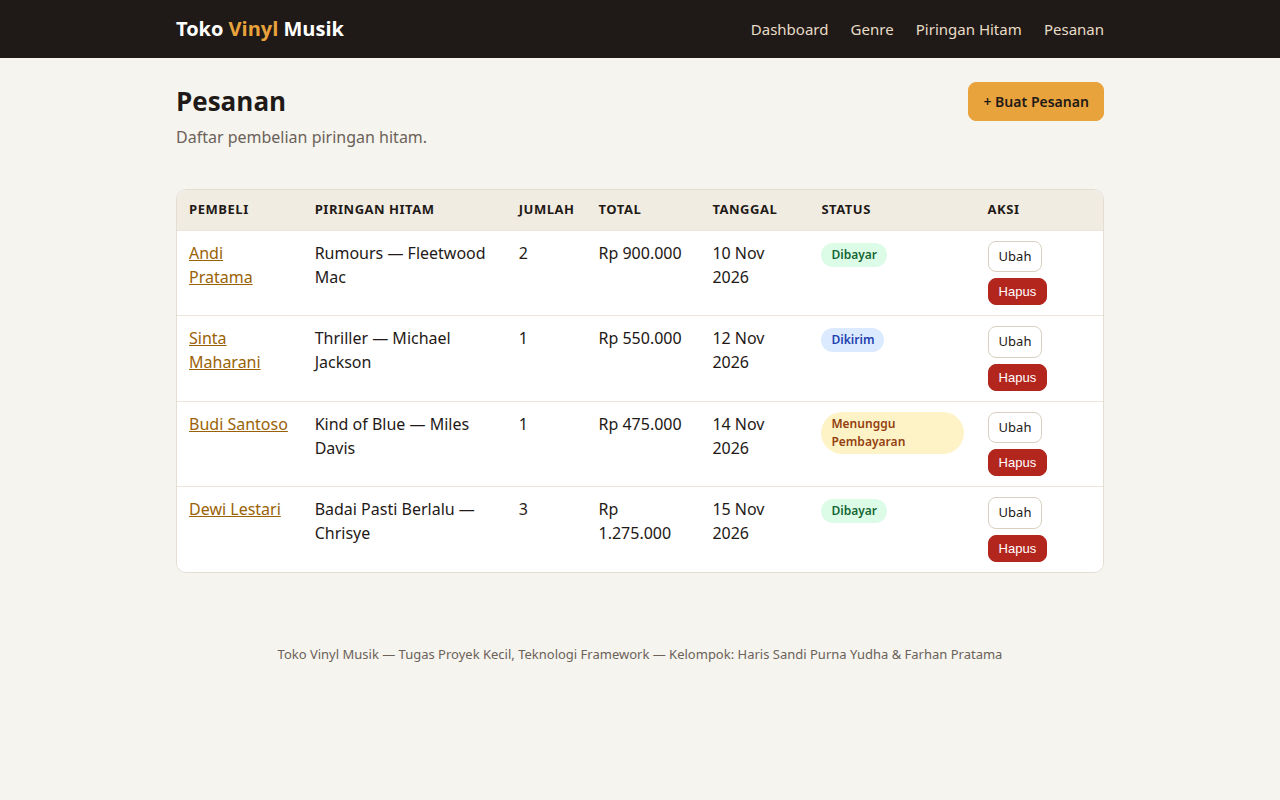 Toko Vinyl Musik
Dashboard Genre Piringan Hitam Pesanan
Pesanan
+ Buat Pesanan
Daftar pembelian piringan hitam.
PEMBELI PIRINGAN HITAM JUMLAH TOTAL TANGGAL STATUS AKSI
Andi Rumours — Fleetwood 2 Rp 900.000 10 Nov Dibayar Ubah
Pratama Mac 2026 Hapus
Sinta Thriller — Michael 1 Rp 550.000 12 Nov Dikirim Ubah
Maharani Jackson 2026 Hapus
Budi Santoso Kind of Blue — Miles 1 Rp 475.000 14 Nov Menunggu Ubah
Davis 2026 Pembayaran Hapus
Dewi Lestari Badai Pasti Berlalu — 3 Rp 15 Nov Dibayar Ubah
Chrisye 1.275.000 2026 Hapus
Toko Vinyl Musik — Tugas Proyek Kecil, Teknologi Framework — Kelompok: Haris Sandi Purna Yudha & Farhan Pratama